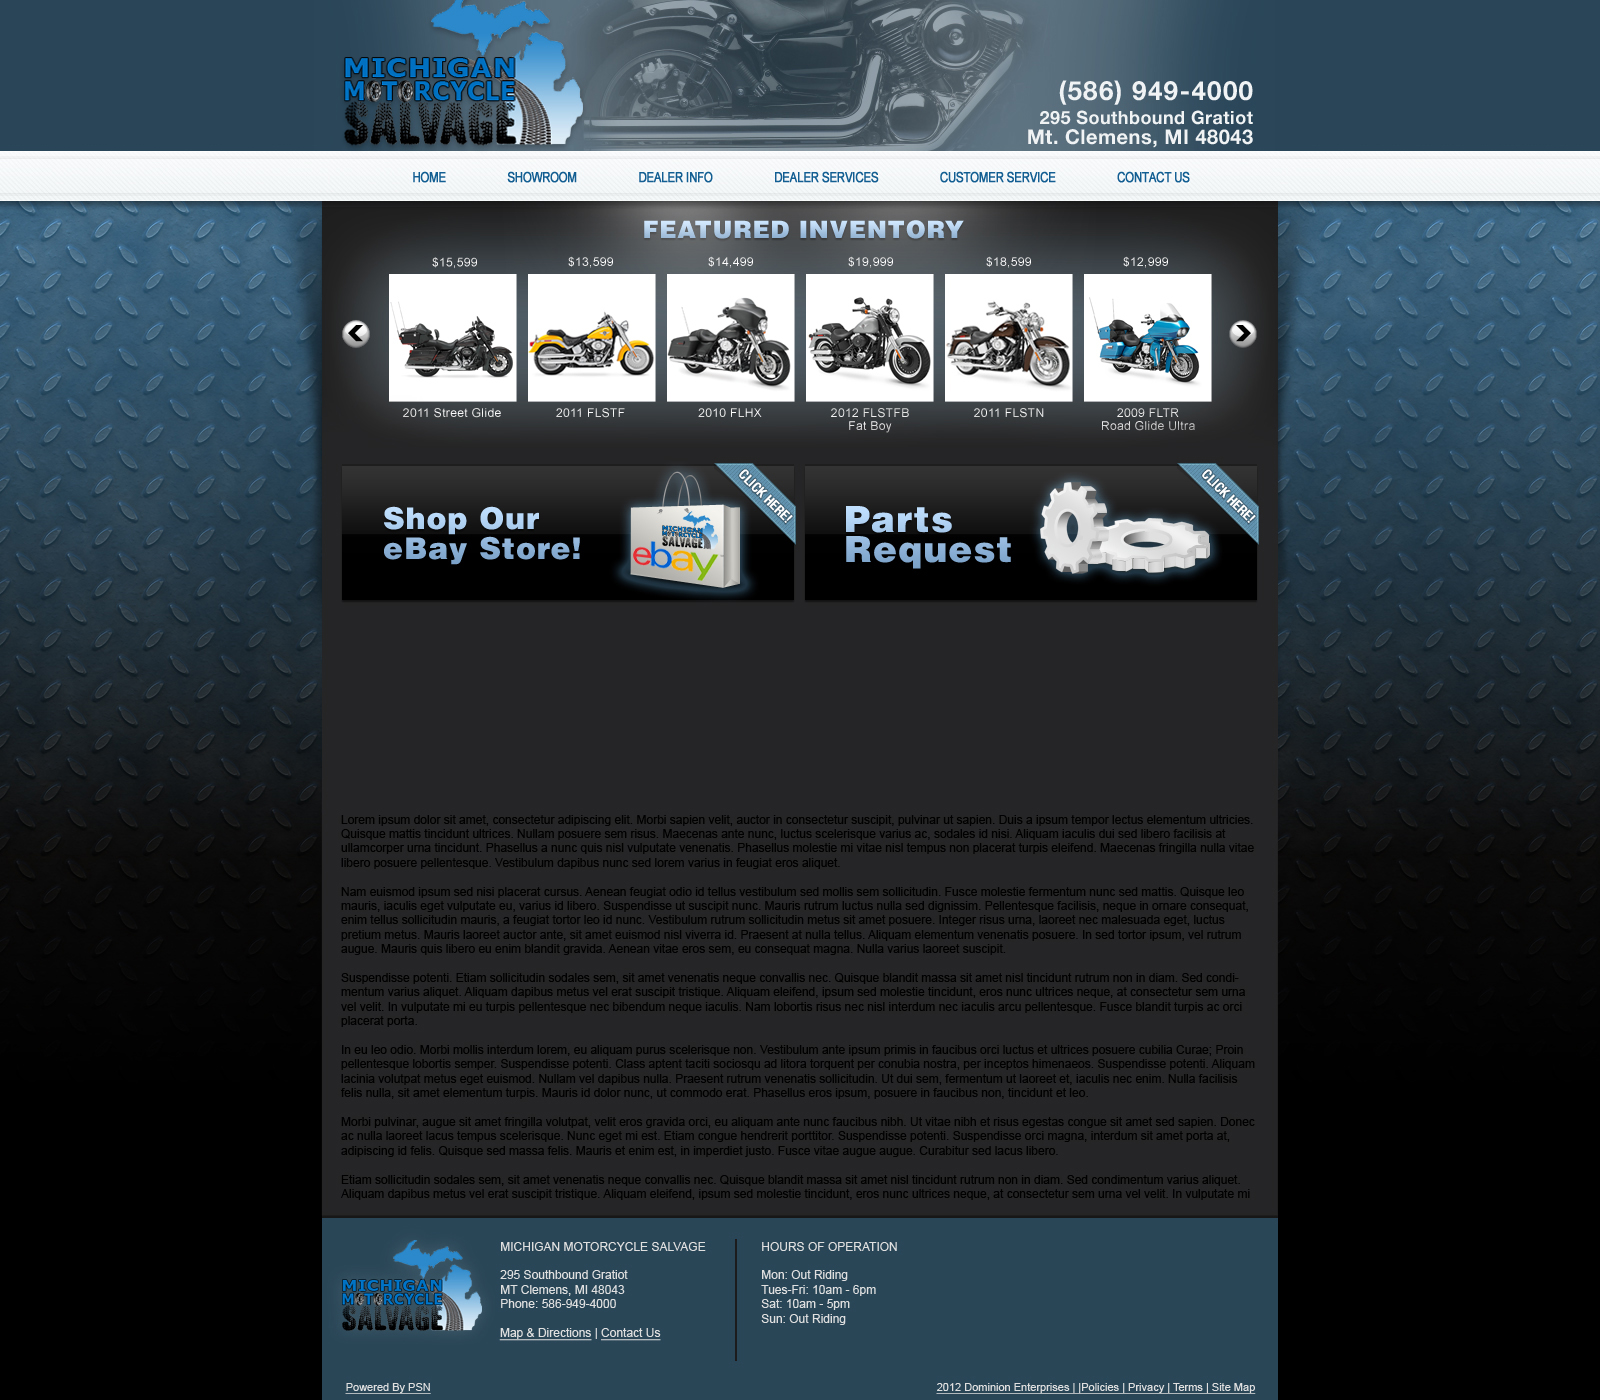 MICHIGAN
MOTORCYCLE
SALVAGE
(586) 949-4000
295 Southbound Gratiot
Mt. Clemens, MI 48043
HOME SHOWROOM DEALER INFO DEALER SERVICES CUSTOMER SERVICE CONTACT US
FEATURED INVENTORY
$15,599 $13,599 $14,499 $19,999 $18,599 $12,999
2011 Street Glide 2011 FLSTF 2010 FLHX 2012 FLSTFB 2011 FLSTN 2009 FLTR
Fat Boy Road Glide Ultra
Shop Our
eBay Store!
MICHIGAN
MOTORCYCLE
SALVAGE
ebay
CLICK HERE!
Parts
Request
CLICK HERE!
Lorem ipsum dolor sit amet, consectetur adipiscing elit. Morbi sapien velit, auctor in consectetur suscipit, pulvinar ut sapien. Duis a ipsum tempor lectus elementum ultricies.
Quisque mattis tincidunt ultrices. Nullam posuere sem risus. Maecenas ante nunc, luctus scelerisque varius ac, sodales id nisi. Aliquam iaculis dui sed libero facilisis at
ullamcorper urna tincidunt. Phasellus a nunc quis nisl vulputate venenatis. Phasellus molestie mi vitae nisl tempus non placerat turpis eleifend. Maecenas fringilla nulla vitae
libero posuere pellentesque. Vestibulum dapibus nunc sed lorem varius in feugiat eros aliquet.
Nam euismod ipsum sed nisi placerat cursus. Aenean feugiat odio id tellus vestibulum sed mollis sem sollicitudin. Fusce molestie fermentum nunc sed mattis. Quisque leo
mauris, iaculis eget vulputate eu, varius id libero. Suspendisse ut suscipit nunc. Mauris rutrum luctus nulla sed dignissim. Pellentesque facilisis, neque in ornare consequat,
enim tellus sollicitudin mauris, a feugiat tortor leo id nunc. Vestibulum rutrum sollicitudin metus sit amet posuere. Integer risus urna, laoreet nec malesuada eget, luctus
pretium metus. Mauris laoreet auctor ante, sit amet euismod nisl viverra id. Praesent at nulla tellus. Aliquam elementum venenatis posuere. In sed tortor ipsum, vel rutrum
augue. Mauris quis libero eu enim blandit gravida. Aenean vitae eros sem, eu consequat magna. Nulla varius laoreet suscipit.
Suspendisse potenti. Etiam sollicitudin sodales sem, sit amet venenatis neque convallis nec. Quisque blandit massa sit amet nisl tincidunt rutrum non in diam. Sed condi-
mentum varius aliquet. Aliquam dapibus metus vel erat suscipit tristique. Aliquam eleifend, ipsum sed molestie tincidunt, eros nunc ultrices neque, at consectetur sem urna
vel velit. In vulputate mi eu turpis pellentesque nec bibendum neque iaculis. Nam lobortis risus nec nisl interdum nec iaculis arcu pellentesque. Fusce blandit turpis ac orci
placerat porta.
In eu leo odio. Morbi mollis interdum lorem, eu aliquam purus scelerisque non. Vestibulum ante ipsum primis in faucibus orci luctus et ultrices posuere cubilia Curae; Proin
pellentesque lobortis semper. Suspendisse potenti. Class aptent taciti sociosqu ad litora torquent per conubia nostra, per inceptos himenaeos. Suspendisse potenti. Aliquam
lacinia volutpat metus eget euismod. Nullam vel dapibus nulla. Praesent rutrum venenatis sollicitudin. Ut dui sem, fermentum ut laoreet et, iaculis nec enim. Nulla facilisis
felis nulla, sit amet elementum turpis. Mauris id dolor nunc, ut commodo erat. Phasellus eros ipsum, posuere in faucibus non, tincidunt et leo.
Morbi pulvinar, augue sit amet fringilla volutpat, velit eros gravida orci, eu aliquam ante nunc faucibus nibh. Ut vitae nibh et risus egestas congue sit amet sed sapien. Donec
ac nulla laoreet lacus tempus scelerisque. Nunc eget mi est. Etiam congue hendrerit porttitor. Suspendisse potenti. Suspendisse orci magna, interdum sit amet porta at,
adipiscing id felis. Quisque sed massa felis. Mauris et enim est, in imperdiet justo. Fusce vitae augue augue. Curabitur sed lacus libero.
Etiam sollicitudin sodales sem, sit amet venenatis neque convallis nec. Quisque blandit massa sit amet nisl tincidunt rutrum non in diam. Sed condimentum varius aliquet.
Aliquam dapibus metus vel erat suscipit tristique. Aliquam eleifend, ipsum sed molestie tincidunt, eros nunc ultrices neque, at consectetur sem urna vel velit. In vulputate mi
MICHIGAN
MOTORCYCLE
SALVAGE
MICHIGAN MOTORCYCLE SALVAGE
295 Southbound Gratiot
MT Clemens, MI 48043
Phone: 586-949-4000
Map & Directions | Contact Us
HOURS OF OPERATION
Mon: Out Riding
Tues-Fri: 10am - 6pm
Sat: 10am - 5pm
Sun: Out Riding
Powered By PSN
2012 Dominion Enterprises | |Policies | Privacy | Terms | Site Map